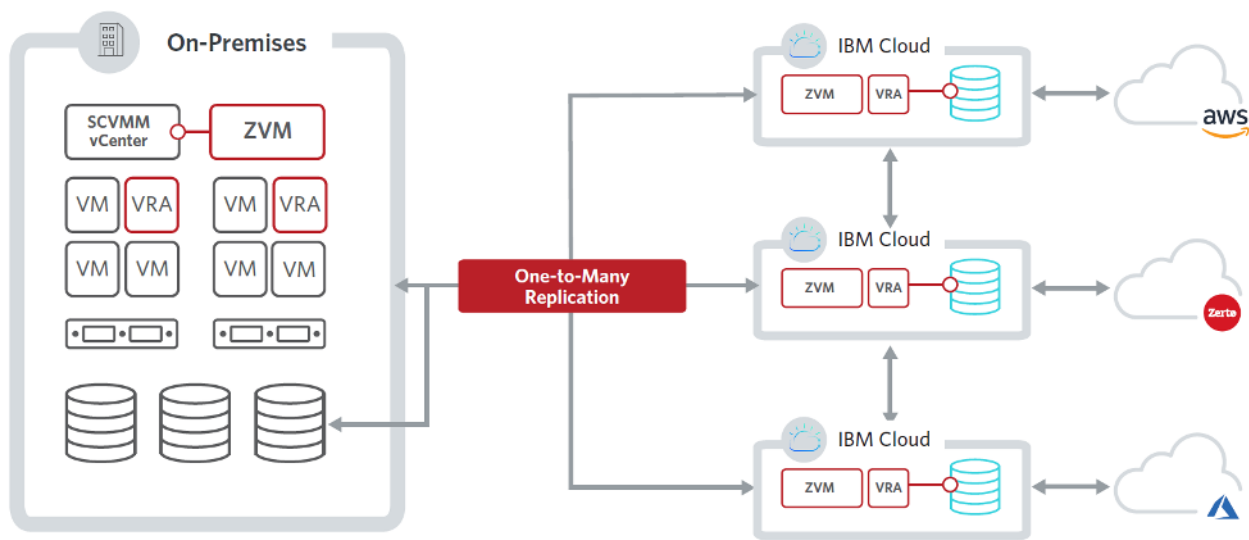 On-Premises
SCVMM
vCenter
ZVM
VM
VRA
VM
VRA
VM
VM
VM
VM
One-to-Many
Replication
IBM Cloud
ZVM
VRA
aws
IBM Cloud
ZVM
VRA
Zerto
IBM Cloud
ZVM
VRA